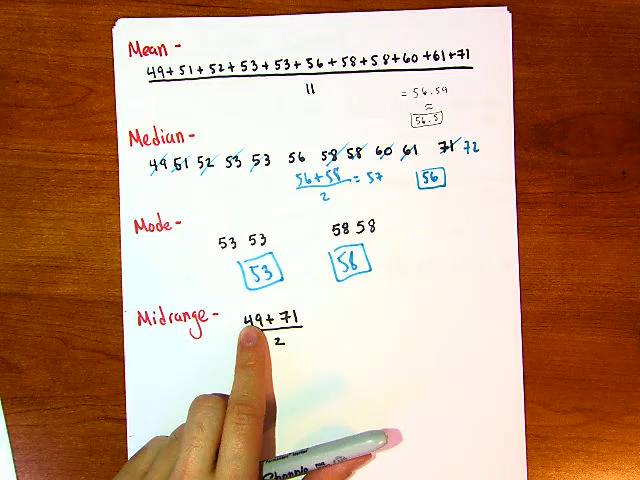 Mean -
49+51+52+53+53+56+58+58+60+61+71
11
= 56.59
≈
56.5
Median -
49 51 52 53 53 56 58 58 60 61 71 72
56+58 = 57
2
56
Mode -
53 53 58 58
53 58
Midrange - 49+71
2
Sharpie